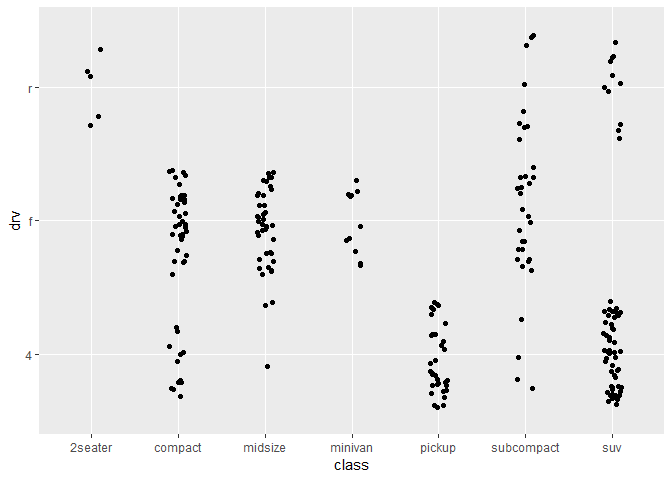 r
f
4
drv
2seater compact midsize minivan pickup subcompact suv
class